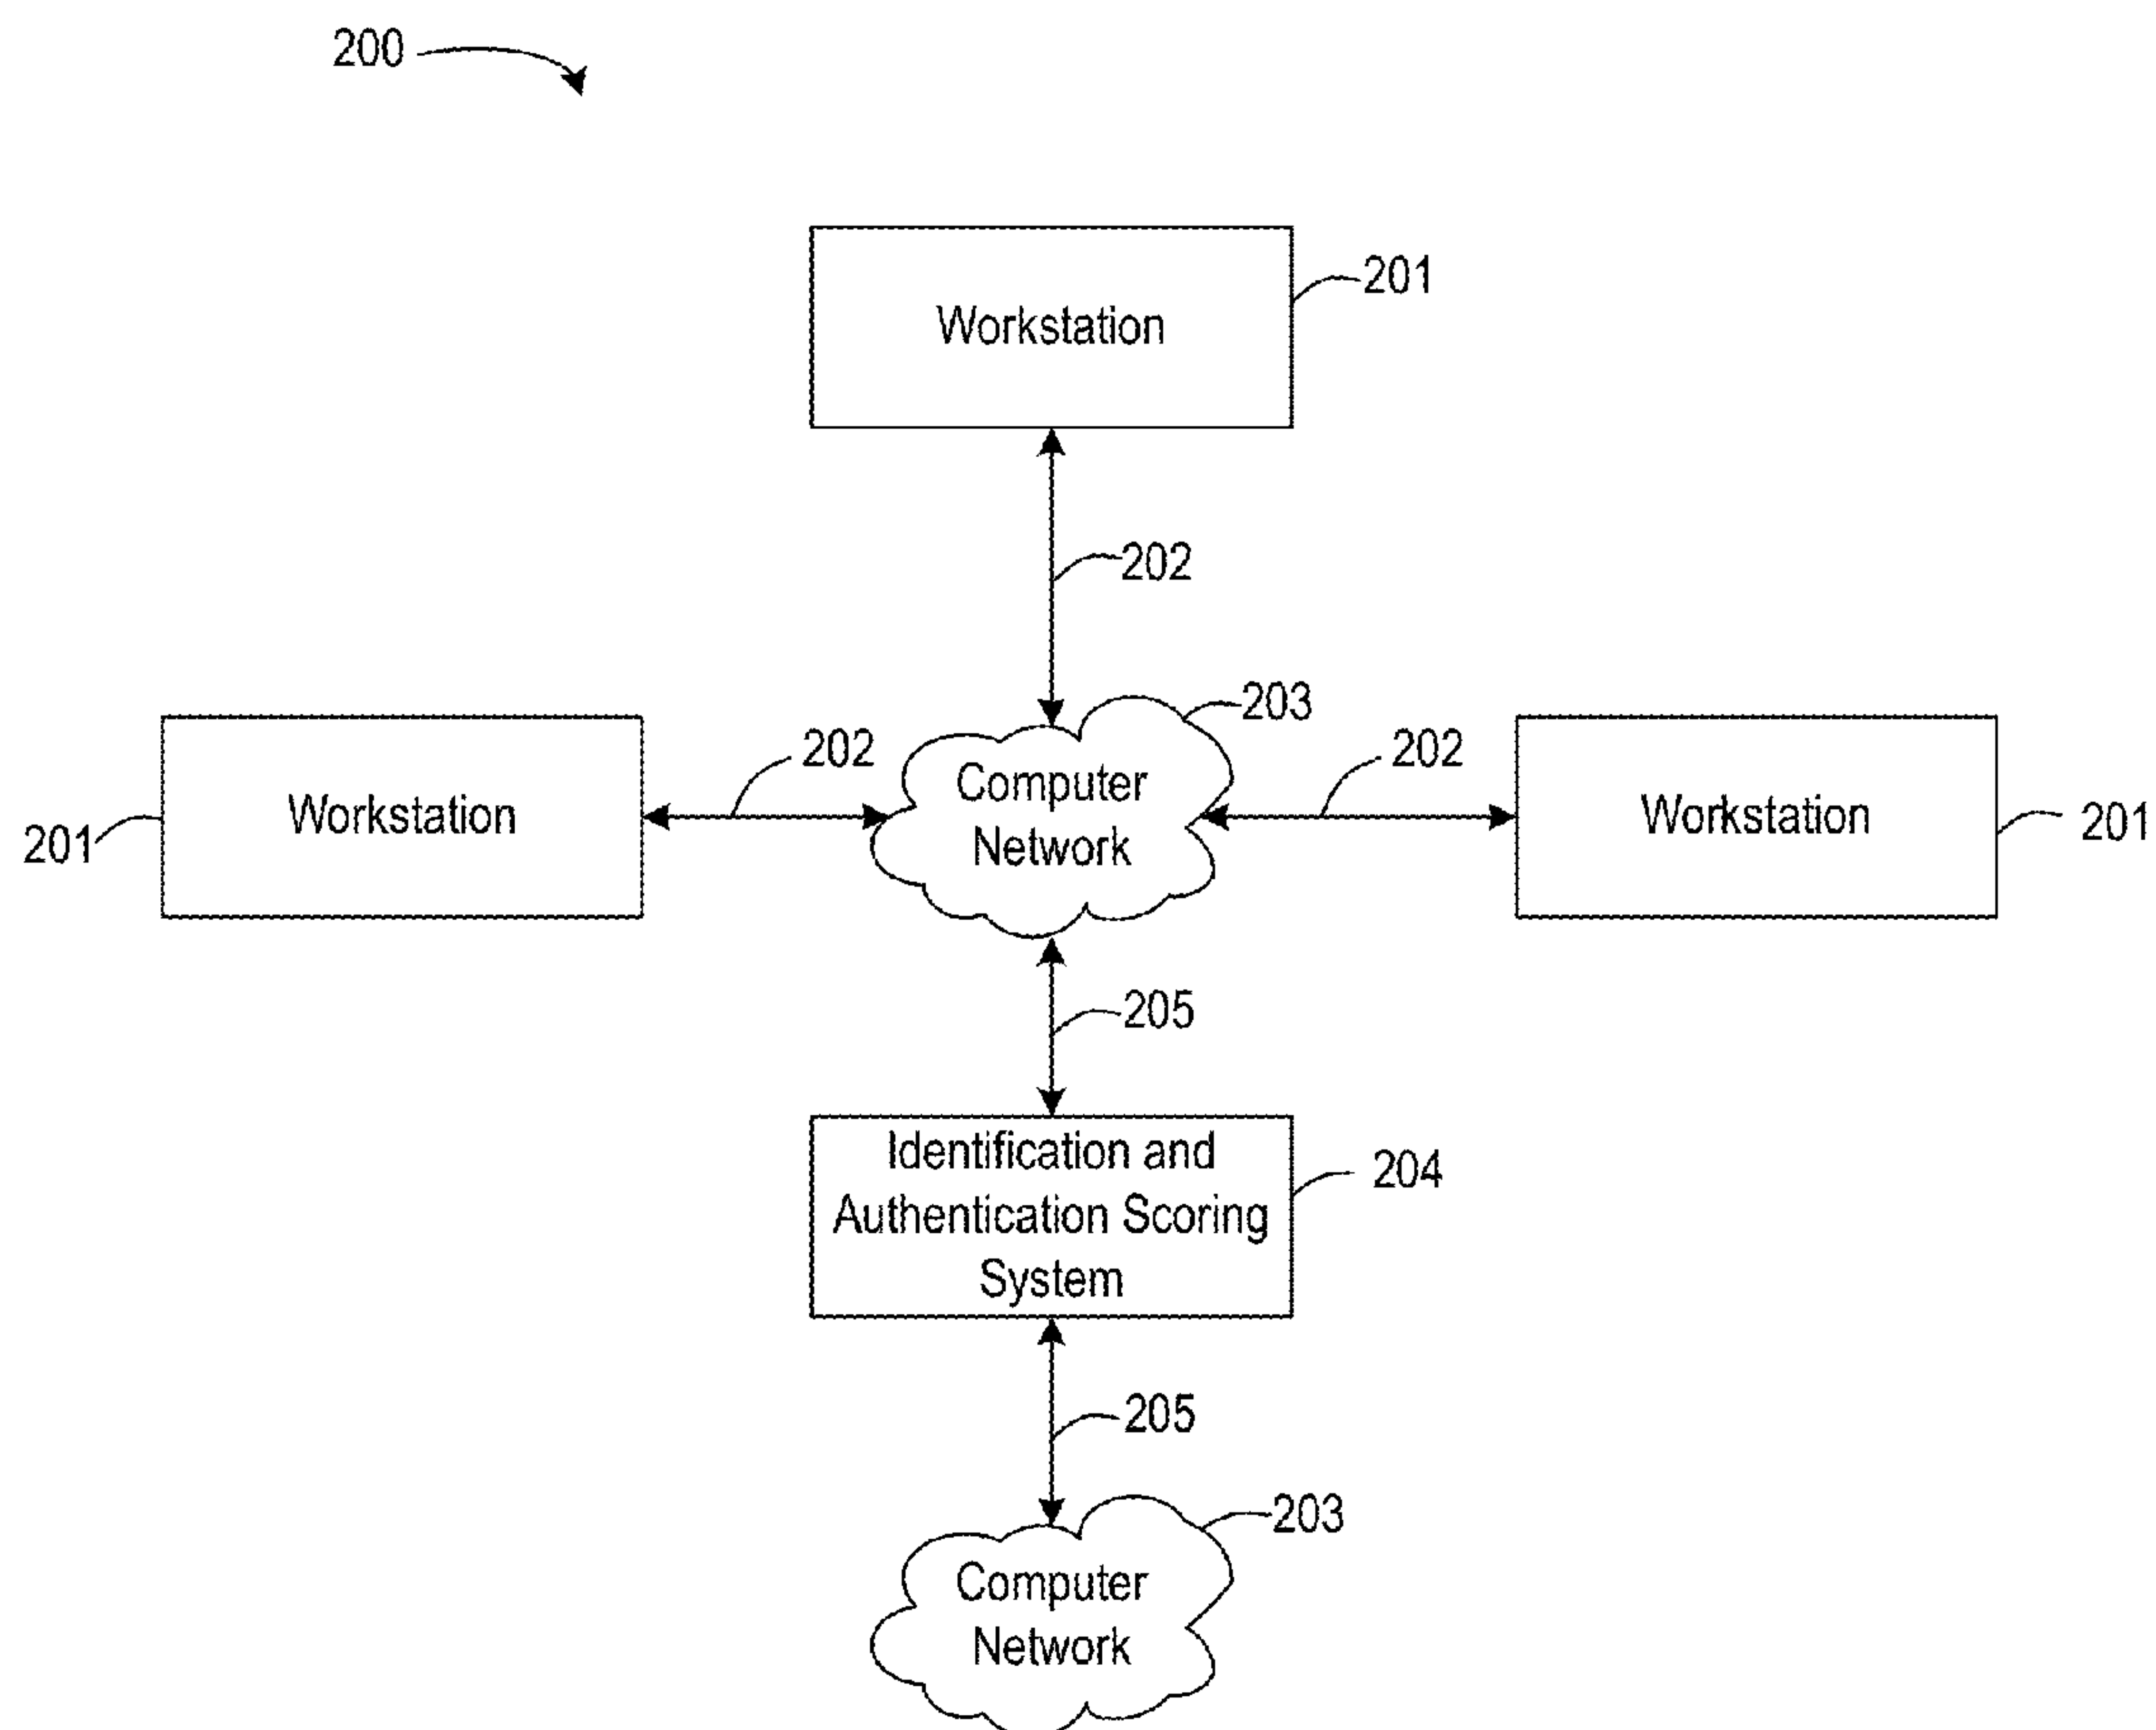 200
Workstation
201
202
203
202
202
Computer
Network
Workstation
201
Workstation
201
205
Identification and
Authentication Scoring
System
204
205
203
Computer
Network